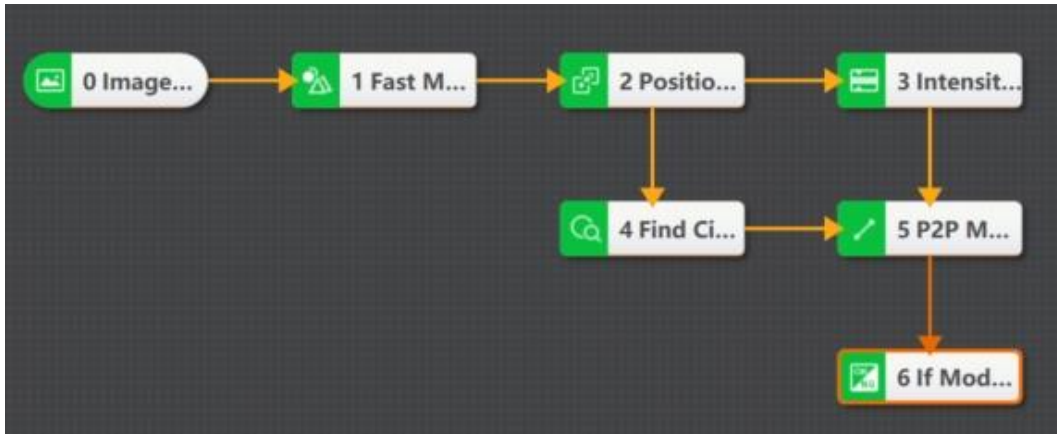 0 Image...
1 Fast M...
2 Positio...
3 Intensit...
4 Find Ci...
5 P2P M...
6 If Mod...